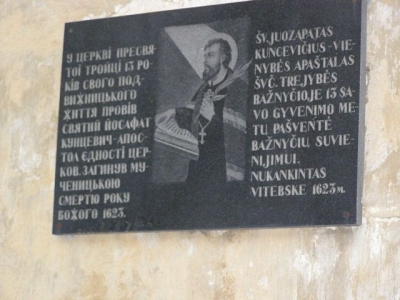 У ЦЕРКВІ ПРЕСВЯ
ТОЇ ТРОЙЦІ 13 РО
КІВ СВОГО ПОД
ВИЖНИЦЬКОГО
ЖИТТЯ ПРОВІВ
СВЯТИЙ ЙОСАФАТ
КУНЦЕВИЧ-АПОС
ТОЛ ЄДНОСТІ ЦЕР
КОВ. ЗАГИНУВ МУ
ЧЕНИЦЬКОЮ
СМЕРТЮ РОКУ
БОЖОГО 1623.
ŠV. JUOZAPATAS
KUNCEVIČIUS-VIE
NYBĖS APAŠTALAS
ŠVČ. TREJYBĖS
BAŽNYČIOJE 13 SA
VO GYVENIMO ME
TŲ PAŠVENTĖ
BAŽNYČIŲ SUVIE
NIJIMUI.
NUKANKINTAS
VITEBSKE 1623 M.